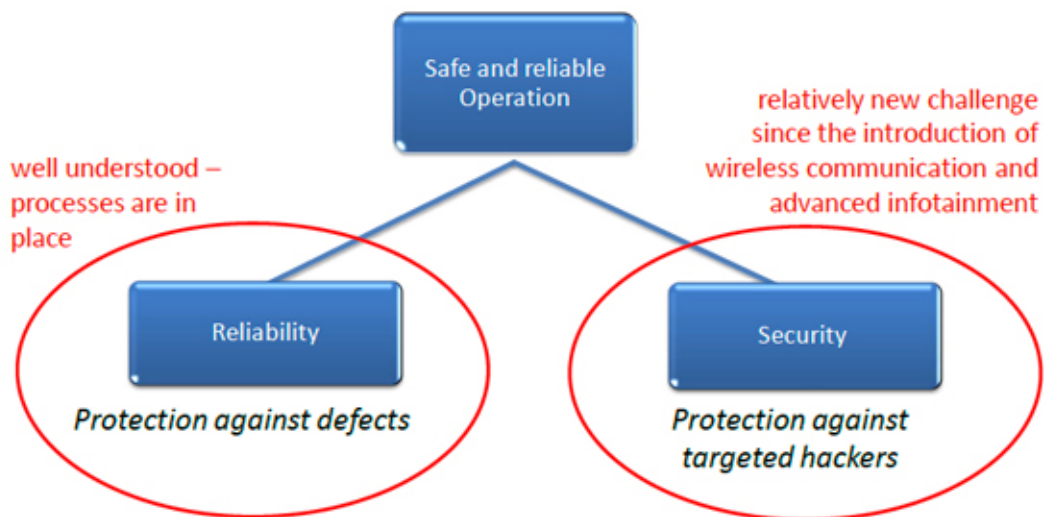 Safe and reliable
Operation
relatively new challenge
since the introduction of
wireless communication and
advanced infotainment
well understood –
processes are in
place
Reliability
Security
Protection against defects
Protection against
targeted hackers